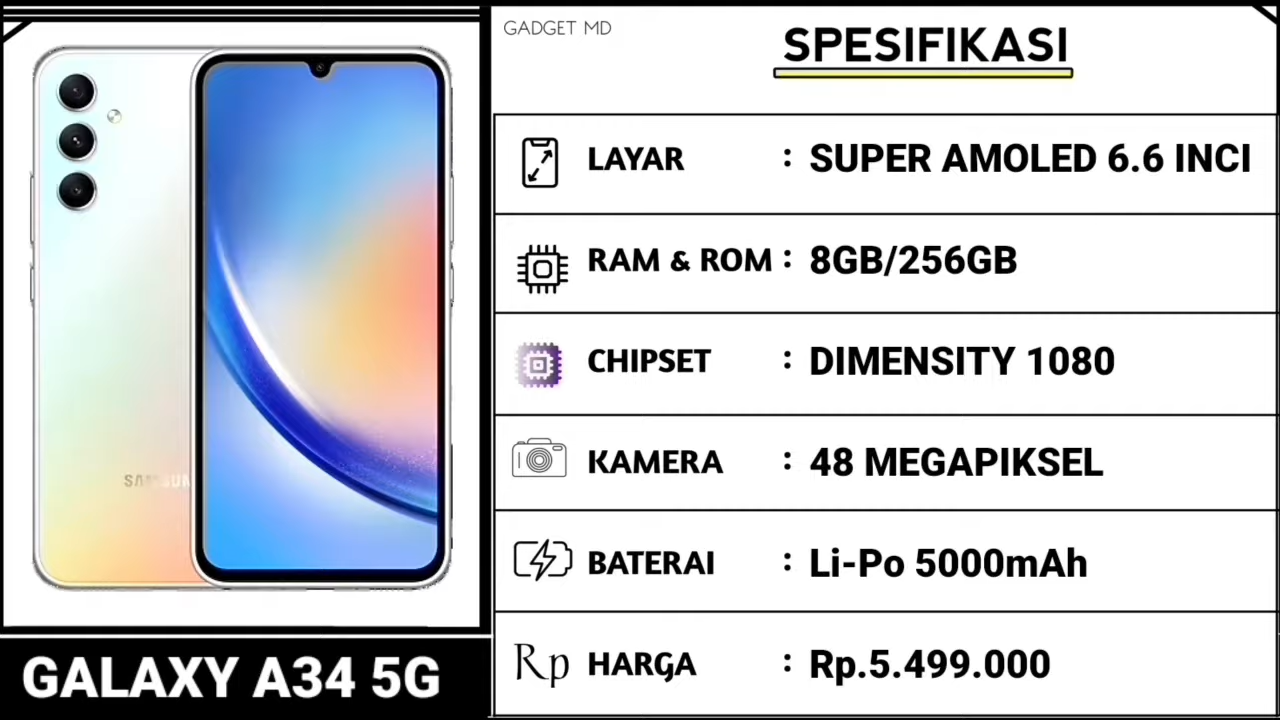 GADGET MD
SPESIFIKASI
LAYAR : SUPER AMOLED 6.6 INCI
RAM & ROM : 8GB/256GB
CHIPSET : DIMENSITY 1080
KAMERA : 48 MEGAPIKSEL
BATERAI : Li-Po 5000mAh
Rp HARGA : Rp.5.499.000
SAMSUNG
GALAXY A34 5G